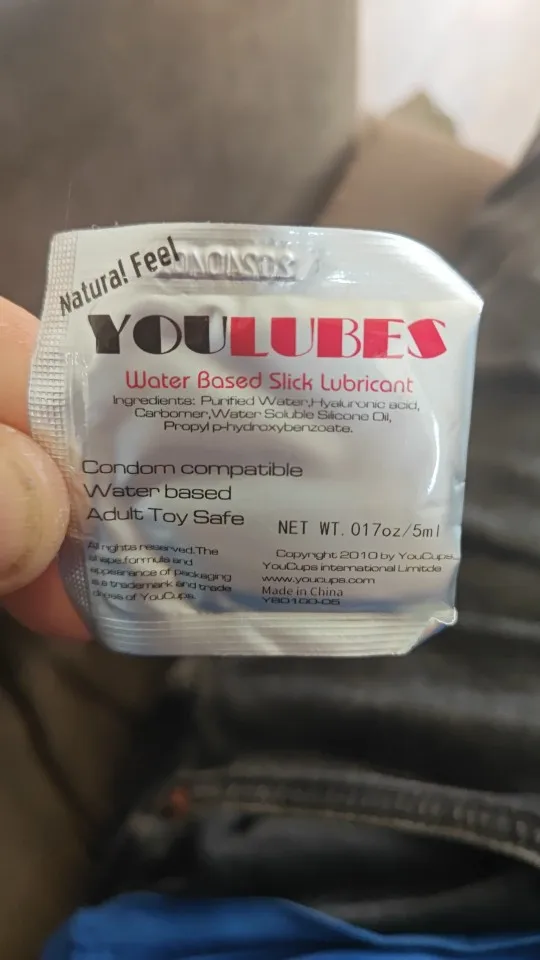 Natural Feel
YOULUBES
Water Based Slick Lubricant
Ingredients: Purified Water,Hyaluronic acid,
Carbomer,Water Soluble Silicone Oil,
Propyl p-hydroxybenzoate.
Condom compatible
Water based
Adult Toy Safe
NET WT. 017oz/5ml
All rights reserved.The
shape,formula and
appearance of packaging
is a trademark and trade
dress of YouCups.
Copyright 2010 by YouCups
YouCups international Limitde
www.youcups.com
Made in China
YB0100-05